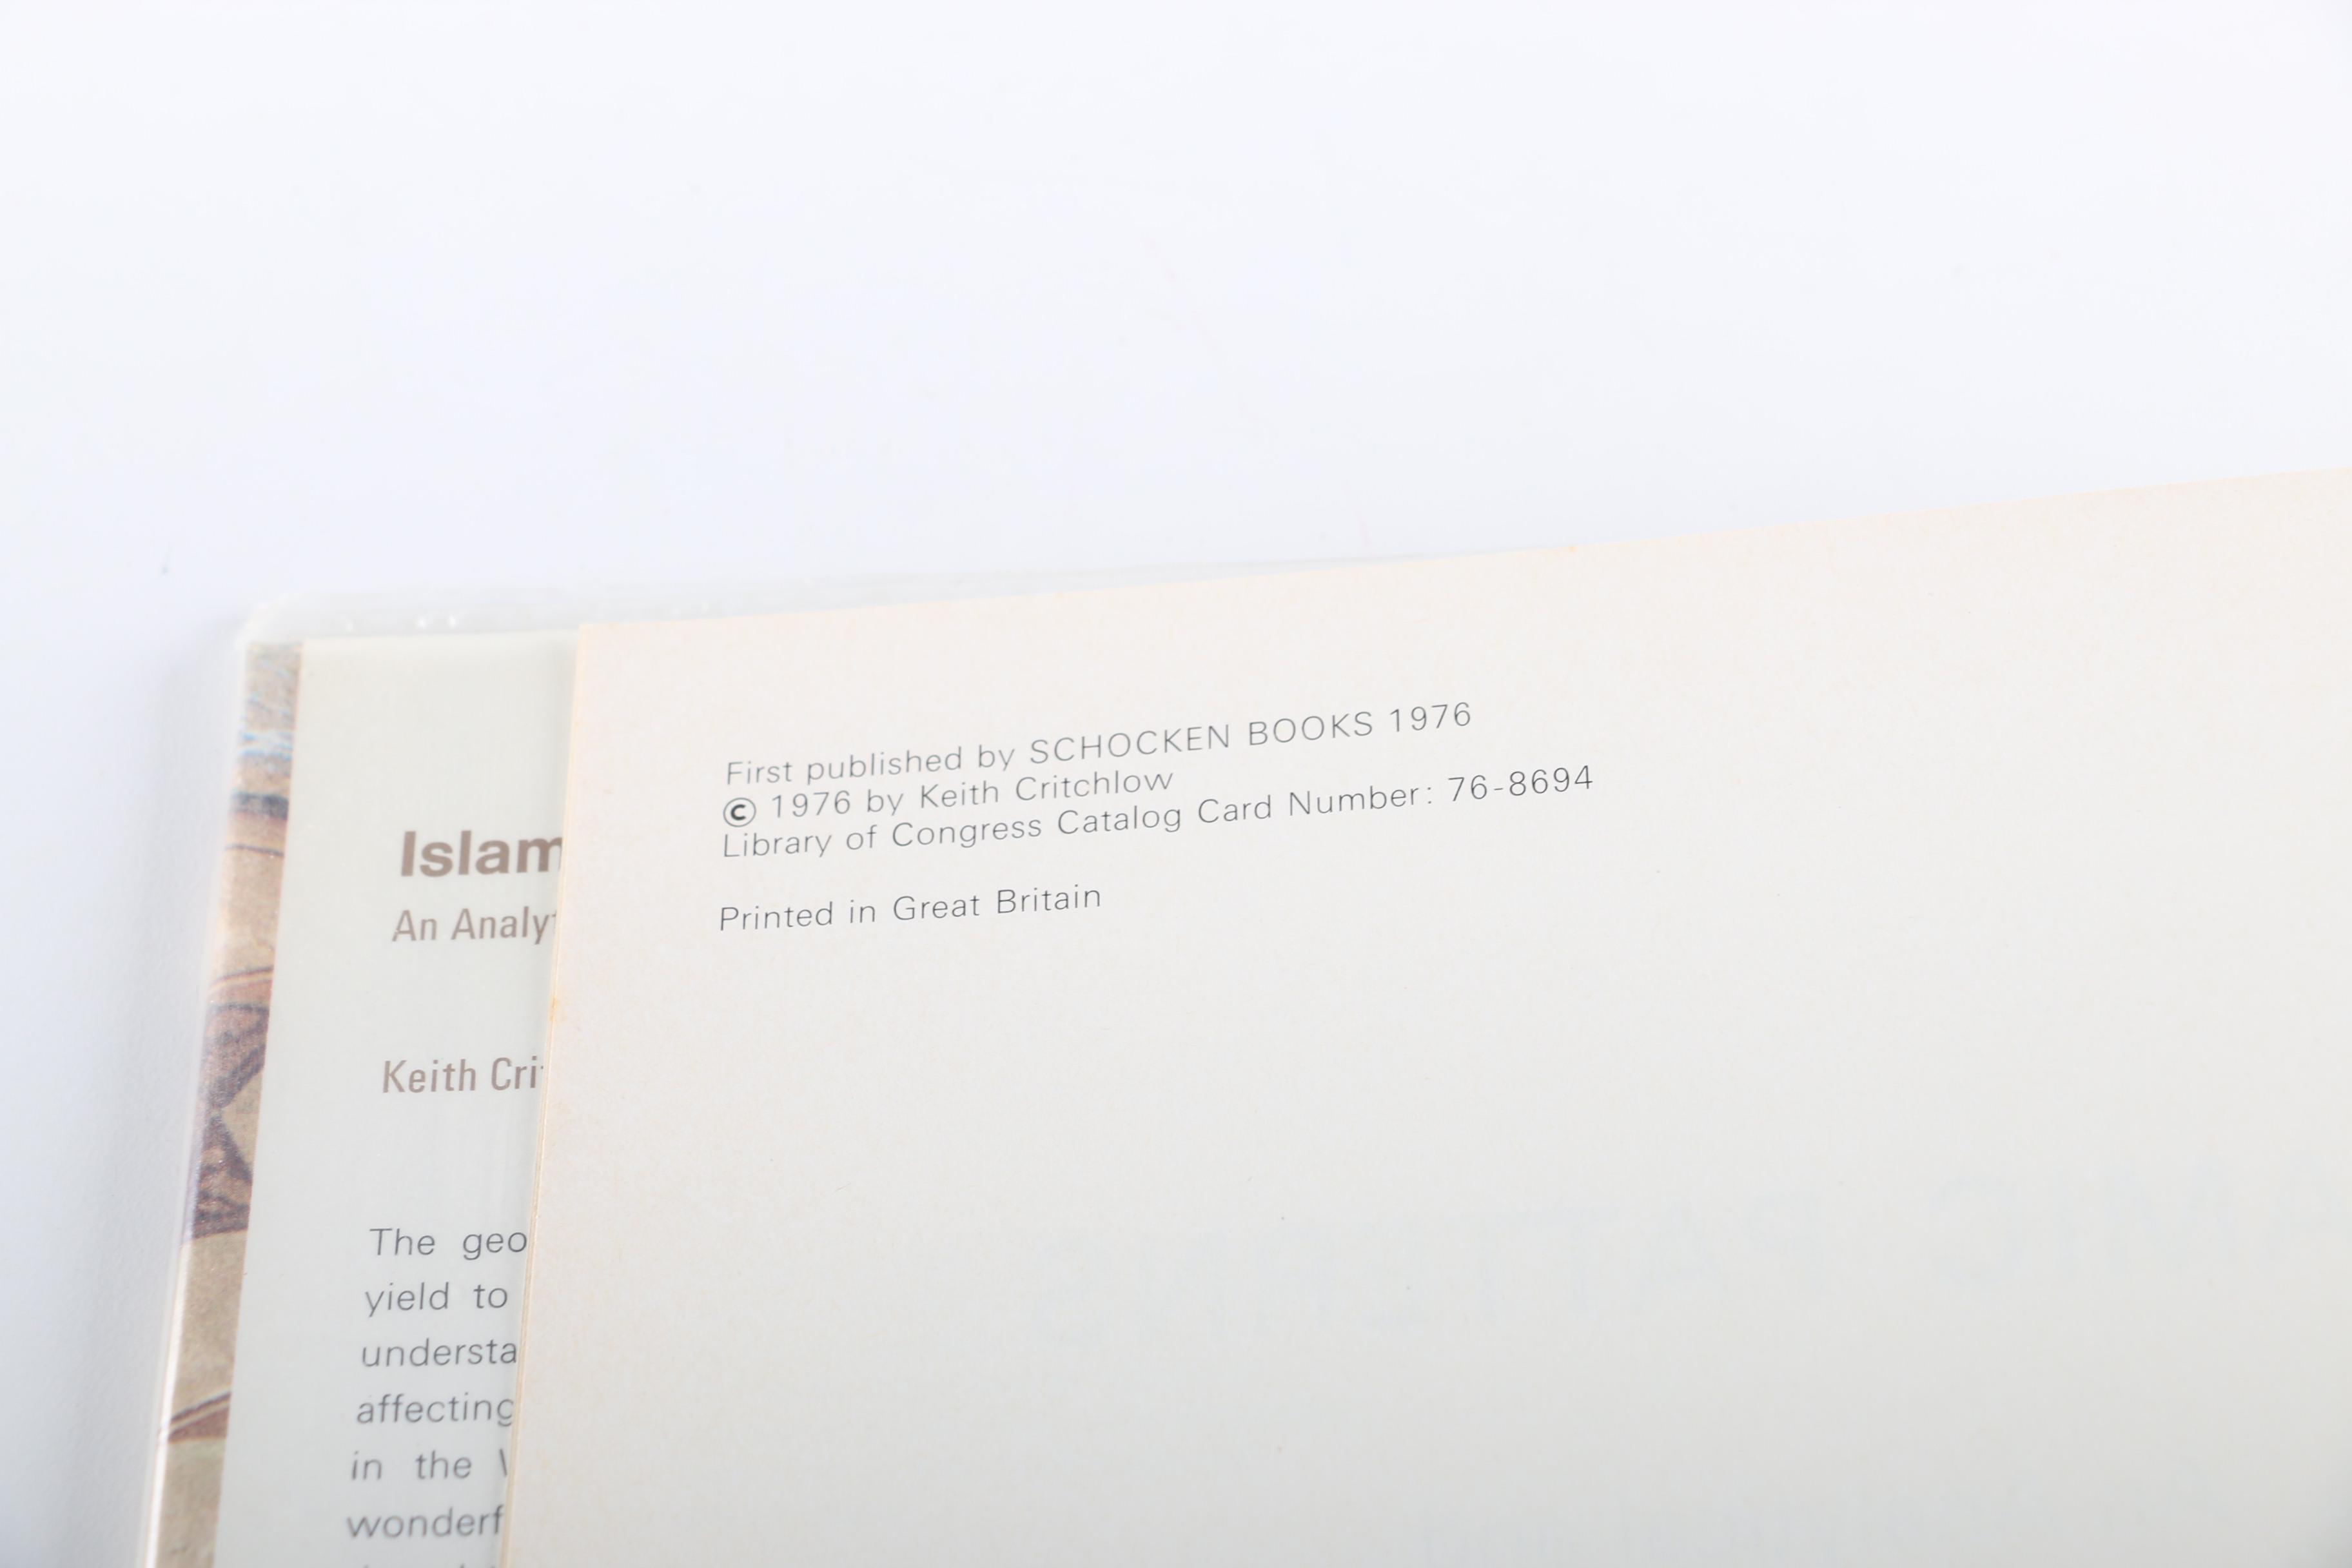 First published by SCHOCKEN BOOKS 1976
© 1976 by Keith Critchlow
Library of Congress Catalog Card Number: 76-8694
Printed in Great Britain
Islam
An Analy
Keith Cri
The geo
yield to
understa
affecting
in the
wonderf